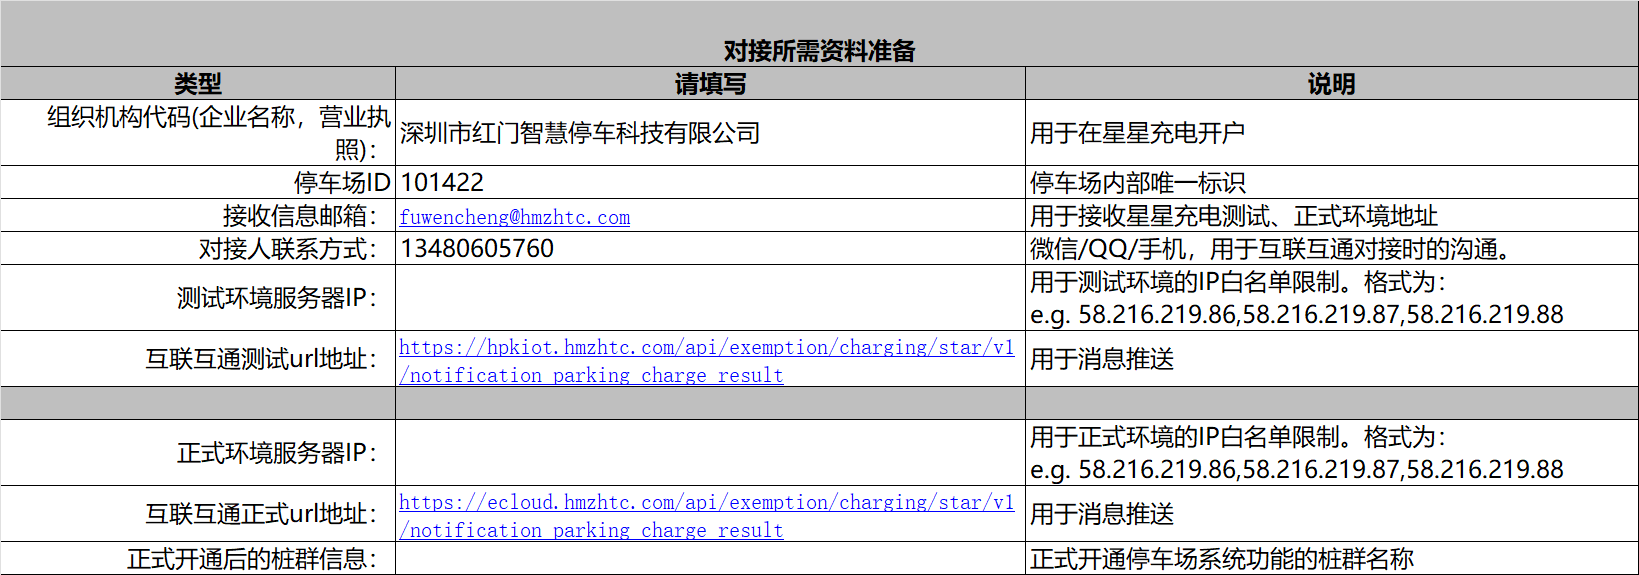 对接所需资料准备
类型 请填写 说明
组织机构代码(企业名称，营业执
照)： 深圳市红门智慧停车科技有限公司 用于在星星充电开户
停车场ID 101422 停车场内部唯一标识
接收信息邮箱： fuwencheng@hmzhtc.com 用于接收星星充电测试、正式环境地址
对接人联系方式： 13480605760 微信/QQ/手机，用于互联互通对接时的沟通。
测试环境服务器IP： 用于测试环境的IP白名单限制。格式为：
e.g. 58.216.219.86,58.216.219.87,58.216.219.88
互联互通测试url地址： https://hpkiot.hmzhtc.com/api/exemption/charging/star/v1
/notification_parking_charge_result 用于消息推送
正式环境服务器IP： 用于正式环境的IP白名单限制。格式为：
e.g. 58.216.219.86,58.216.219.87,58.216.219.88
互联互通正式url地址： https://ecloud.hmzhtc.com/api/exemption/charging/star/v1
/notification_parking_charge_result 用于消息推送
正式开通后的桩群信息： 正式开通停车场系统功能的桩群名称